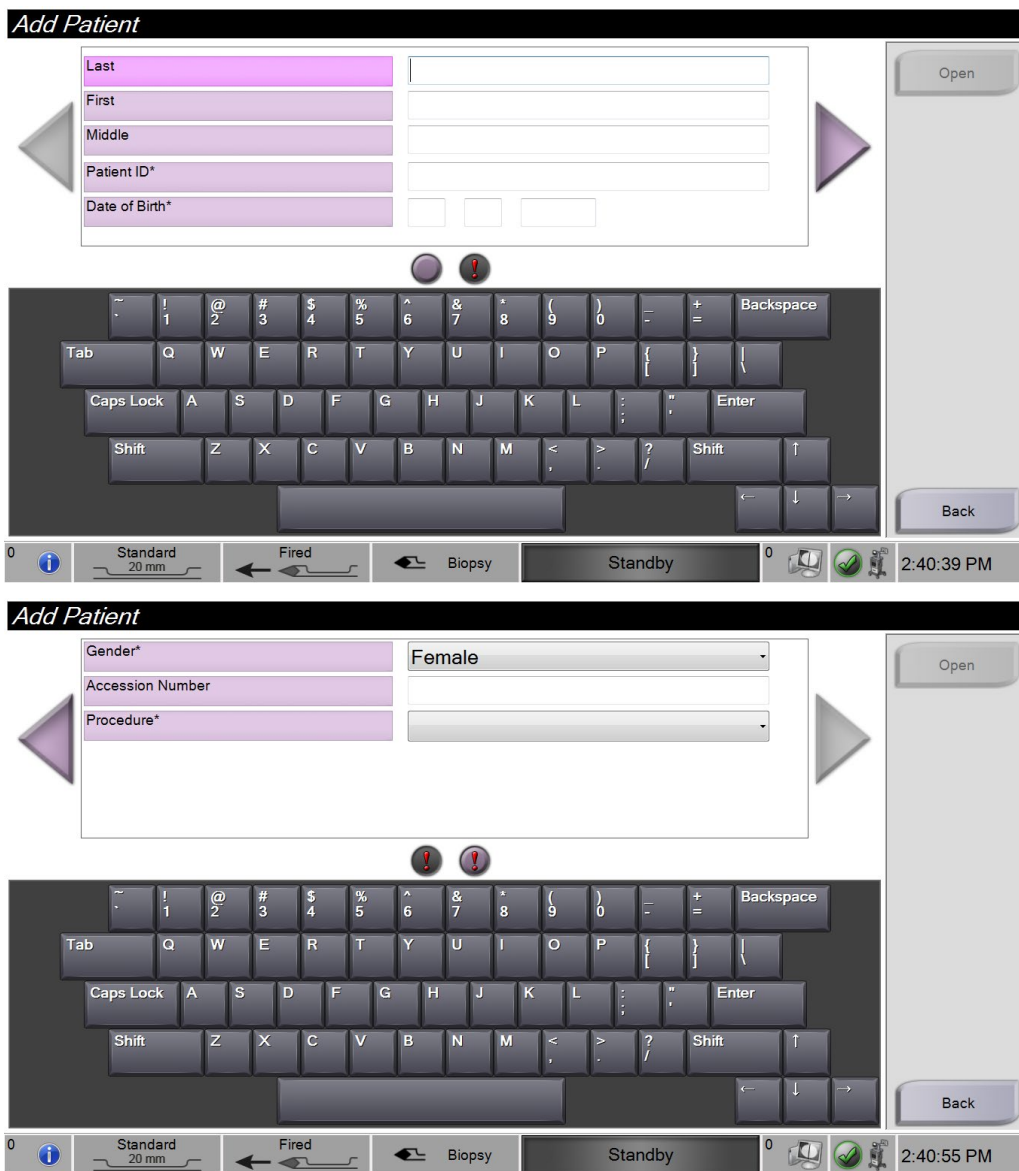 Add Patient
Last
Open
First
Middle
Patient ID*
Date of Birth*
! !
~ ! @ # $ % ^ & * ( ) _ + Backspace
` 1 2 3 4 5 6 7 8 9 0 - =
Tab Q W E R T Y U I O P { } |
[ ] \
Caps Lock A S D F G H J K L : " Enter
; '
Shift Z X C V B N M < > ? Shift ↑
, . /
← ↓ →
Back
0 i Standard 20 mm Fired Biopsy Standby 0 2:40:39 PM
Add Patient
Gender* Female
Open
Accession Number
Procedure*
! !
~ ! @ # $ % ^ & * ( ) _ + Backspace
` 1 2 3 4 5 6 7 8 9 0 - =
Tab Q W E R T Y U I O P { } |
[ ] \
Caps Lock A S D F G H J K L : " Enter
; '
Shift Z X C V B N M < > ? Shift ↑
, . /
← ↓ →
Back
0 i Standard 20 mm Fired Biopsy Standby 0 2:40:55 PM